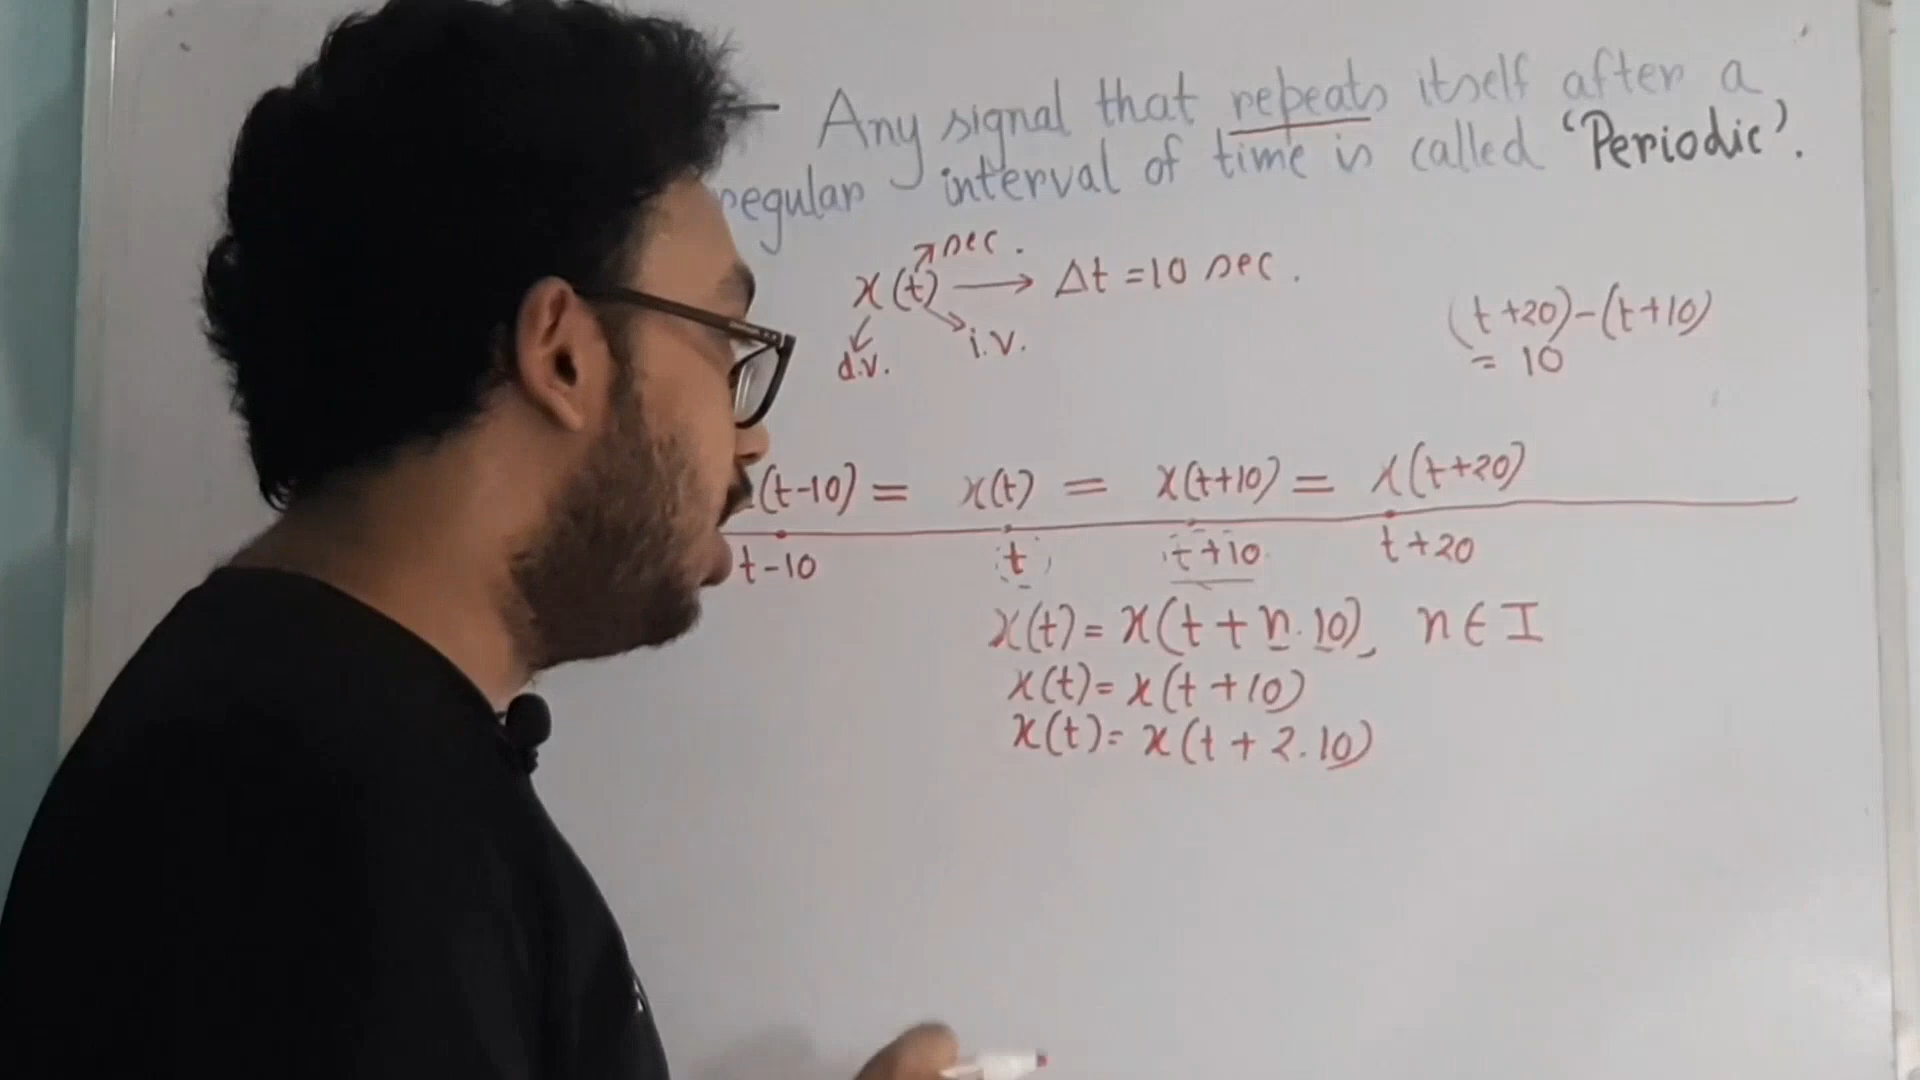 — Any signal that repeats itself after a
regular interval of time is called ‘Periodic’.
sec.
x(t) → Δt = 10 sec.
d.v. i.v.
(t+20)-(t+10)
= 10
(t-10) = x(t) = x(t+10) = x(t+20)
t-10 t t+10 t+20
x(t) = x(t + n.10), n ∈ I
x(t) = x(t + 10)
x(t) = x(t + 2.10)